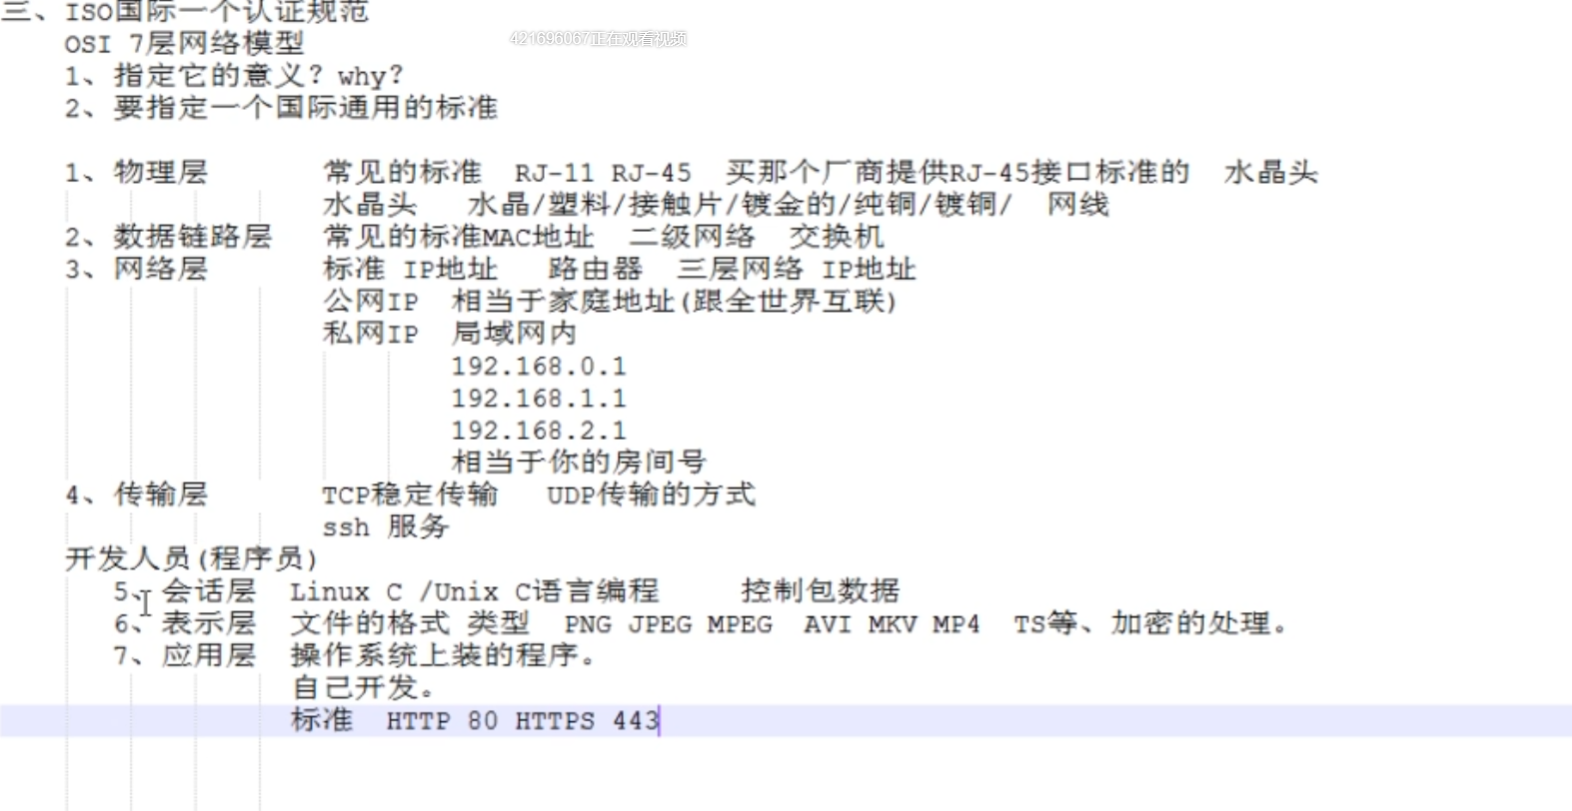 三、ISO国际一个认证规范
OSI 7层网络模型
421696067正在观看视频
1、指定它的意义？why？
2、要指定一个国际通用的标准
1、物理层 常见的标准 RJ-11 RJ-45 买那个厂商提供RJ-45接口标准的 水晶头
水晶头 水晶/塑料/接触片/镀金的/纯铜/镀铜/ 网线
2、数据链路层 常见的标准MAC地址 二级网络 交换机
3、网络层 标准 IP地址 路由器 三层网络 IP地址
公网IP 相当于家庭地址(跟全世界互联)
私网IP 局域网内
192.168.0.1
192.168.1.1
192.168.2.1
相当于你的房间号
4、传输层 TCP稳定传输 UDP传输的方式
ssh 服务
开发人员(程序员)
5、会话层 Linux C /Unix C语言编程 控制包数据
6、表示层 文件的格式 类型 PNG JPEG MPEG AVI MKV MP4 TS等、加密的处理。
7、应用层 操作系统上装的程序。
自己开发。
标准 HTTP 80 HTTPS 443